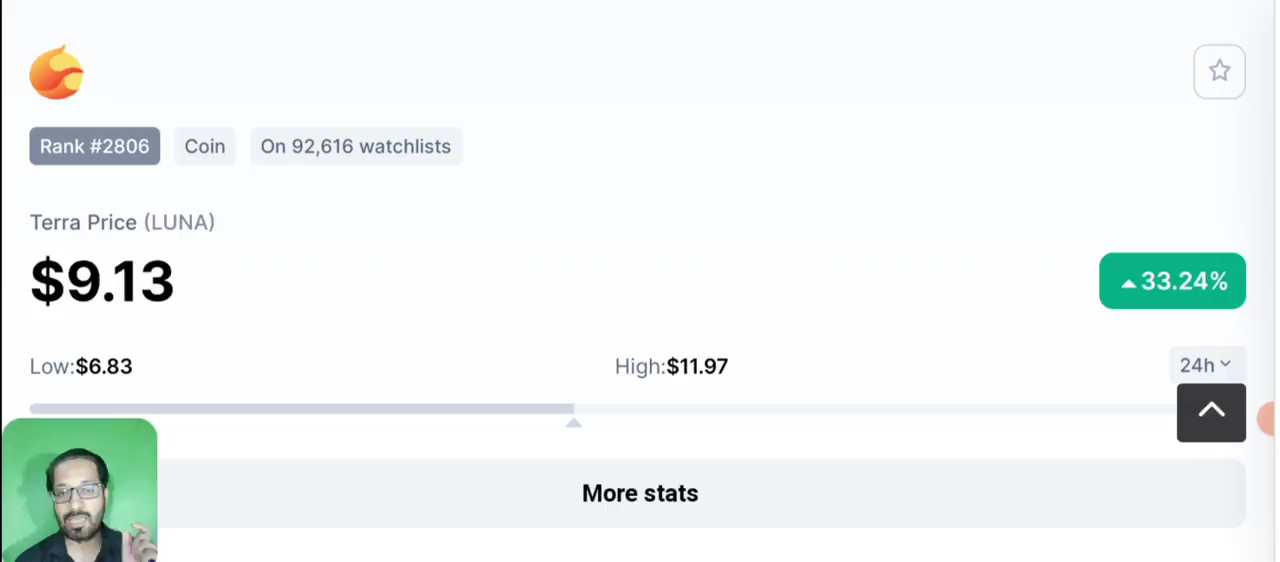 Rank #2806 Coin On 92,616 watchlists
Terra Price (LUNA)
$9.13 33.24%
Low:$6.83 High:$11.97 24h
More stats